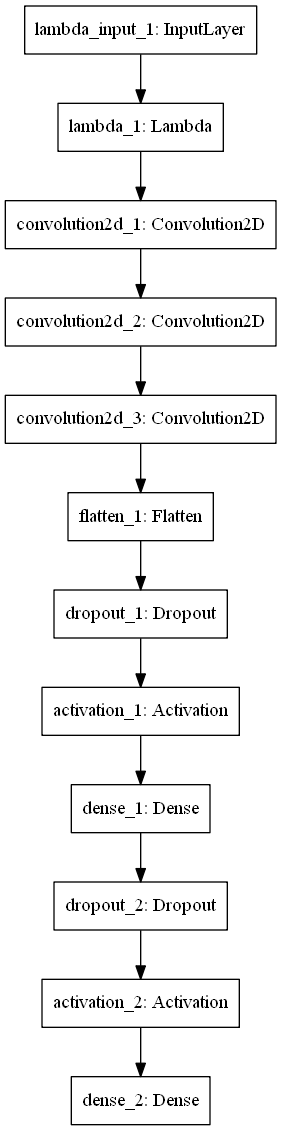 lambda_input_1: InputLayer
lambda_1: Lambda
convolution2d_1: Convolution2D
convolution2d_2: Convolution2D
convolution2d_3: Convolution2D
flatten_1: Flatten
dropout_1: Dropout
activation_1: Activation
dense_1: Dense
dropout_2: Dropout
activation_2: Activation
dense_2: Dense